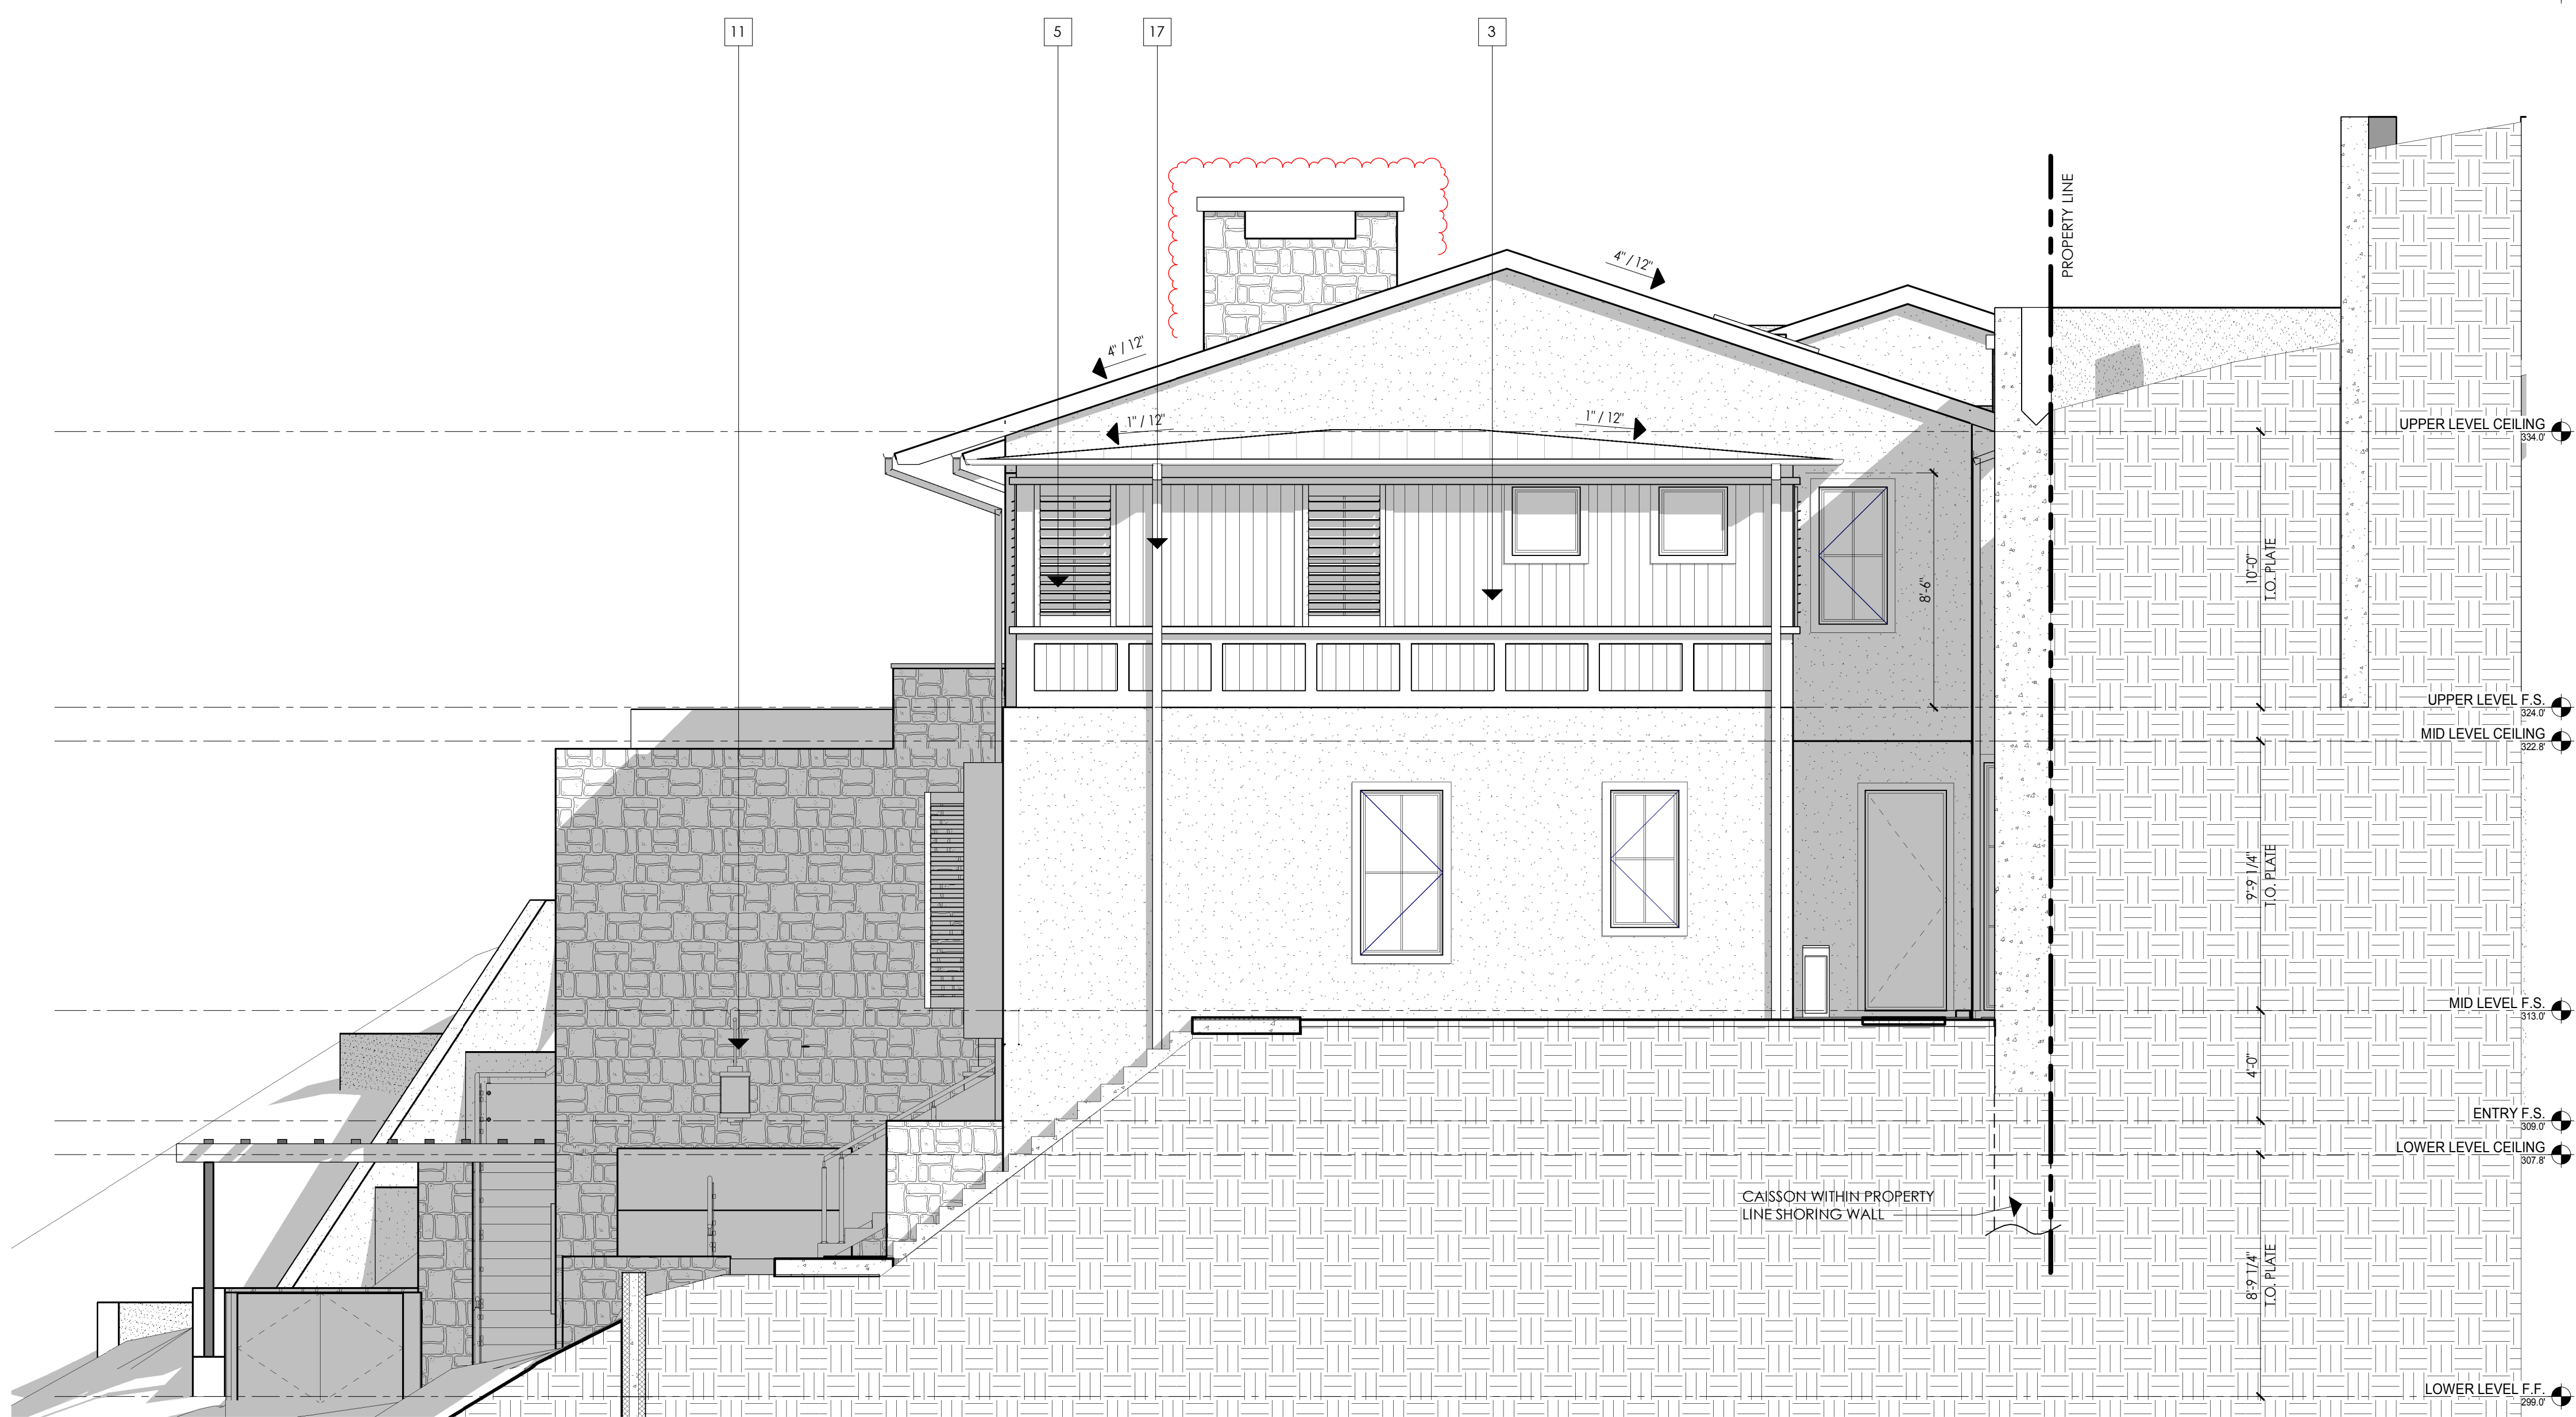 11
5
17
3
PROPERTY LINE
4" / 12"
4" / 12"
1" / 12"
1" / 12"
UPPER LEVEL CEILING
334.0'
10'-0"
T.O. PLATE
8'-6"
UPPER LEVEL F.S.
324.0'
MID LEVEL CEILING
322.8'
9'-9 1/4"
T.O. PLATE
MID LEVEL F.S.
313.0'
4'-0"
ENTRY F.S.
309.0'
LOWER LEVEL CEILING
307.8'
CAISSON WITHIN PROPERTY
LINE SHORING WALL
8'-9 1/4"
T.O. PLATE
LOWER LEVEL F.F.
299.0'